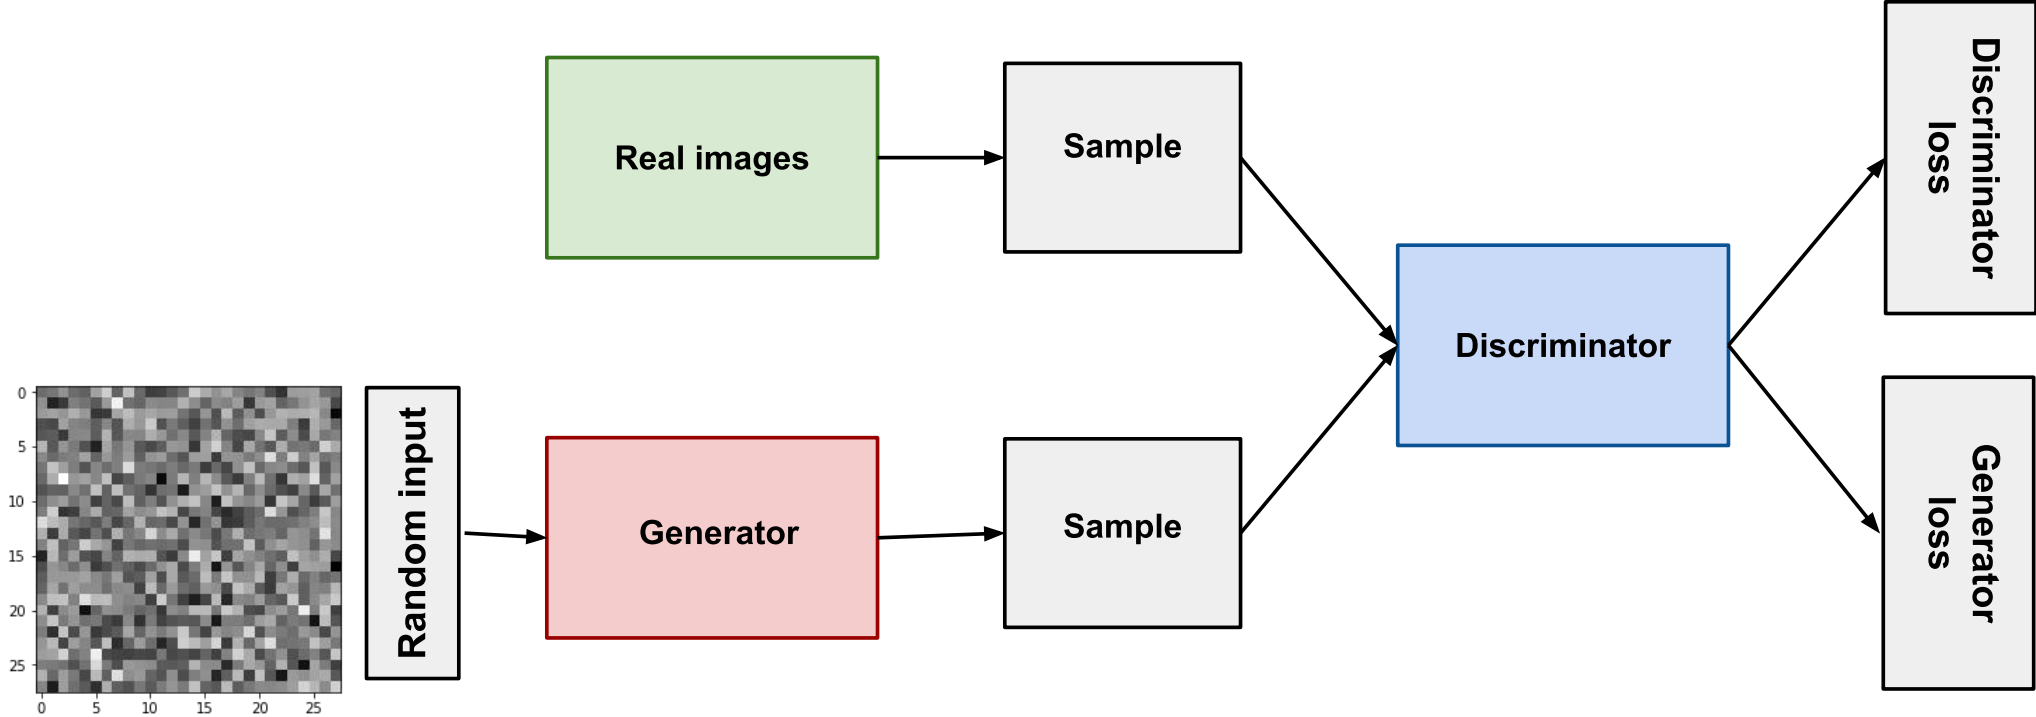 Real images
Sample
Discriminator
loss
Discriminator
Random input
Generator
Sample
Generator
loss
0
5
10
15
20
25
0
5
10
15
20
25